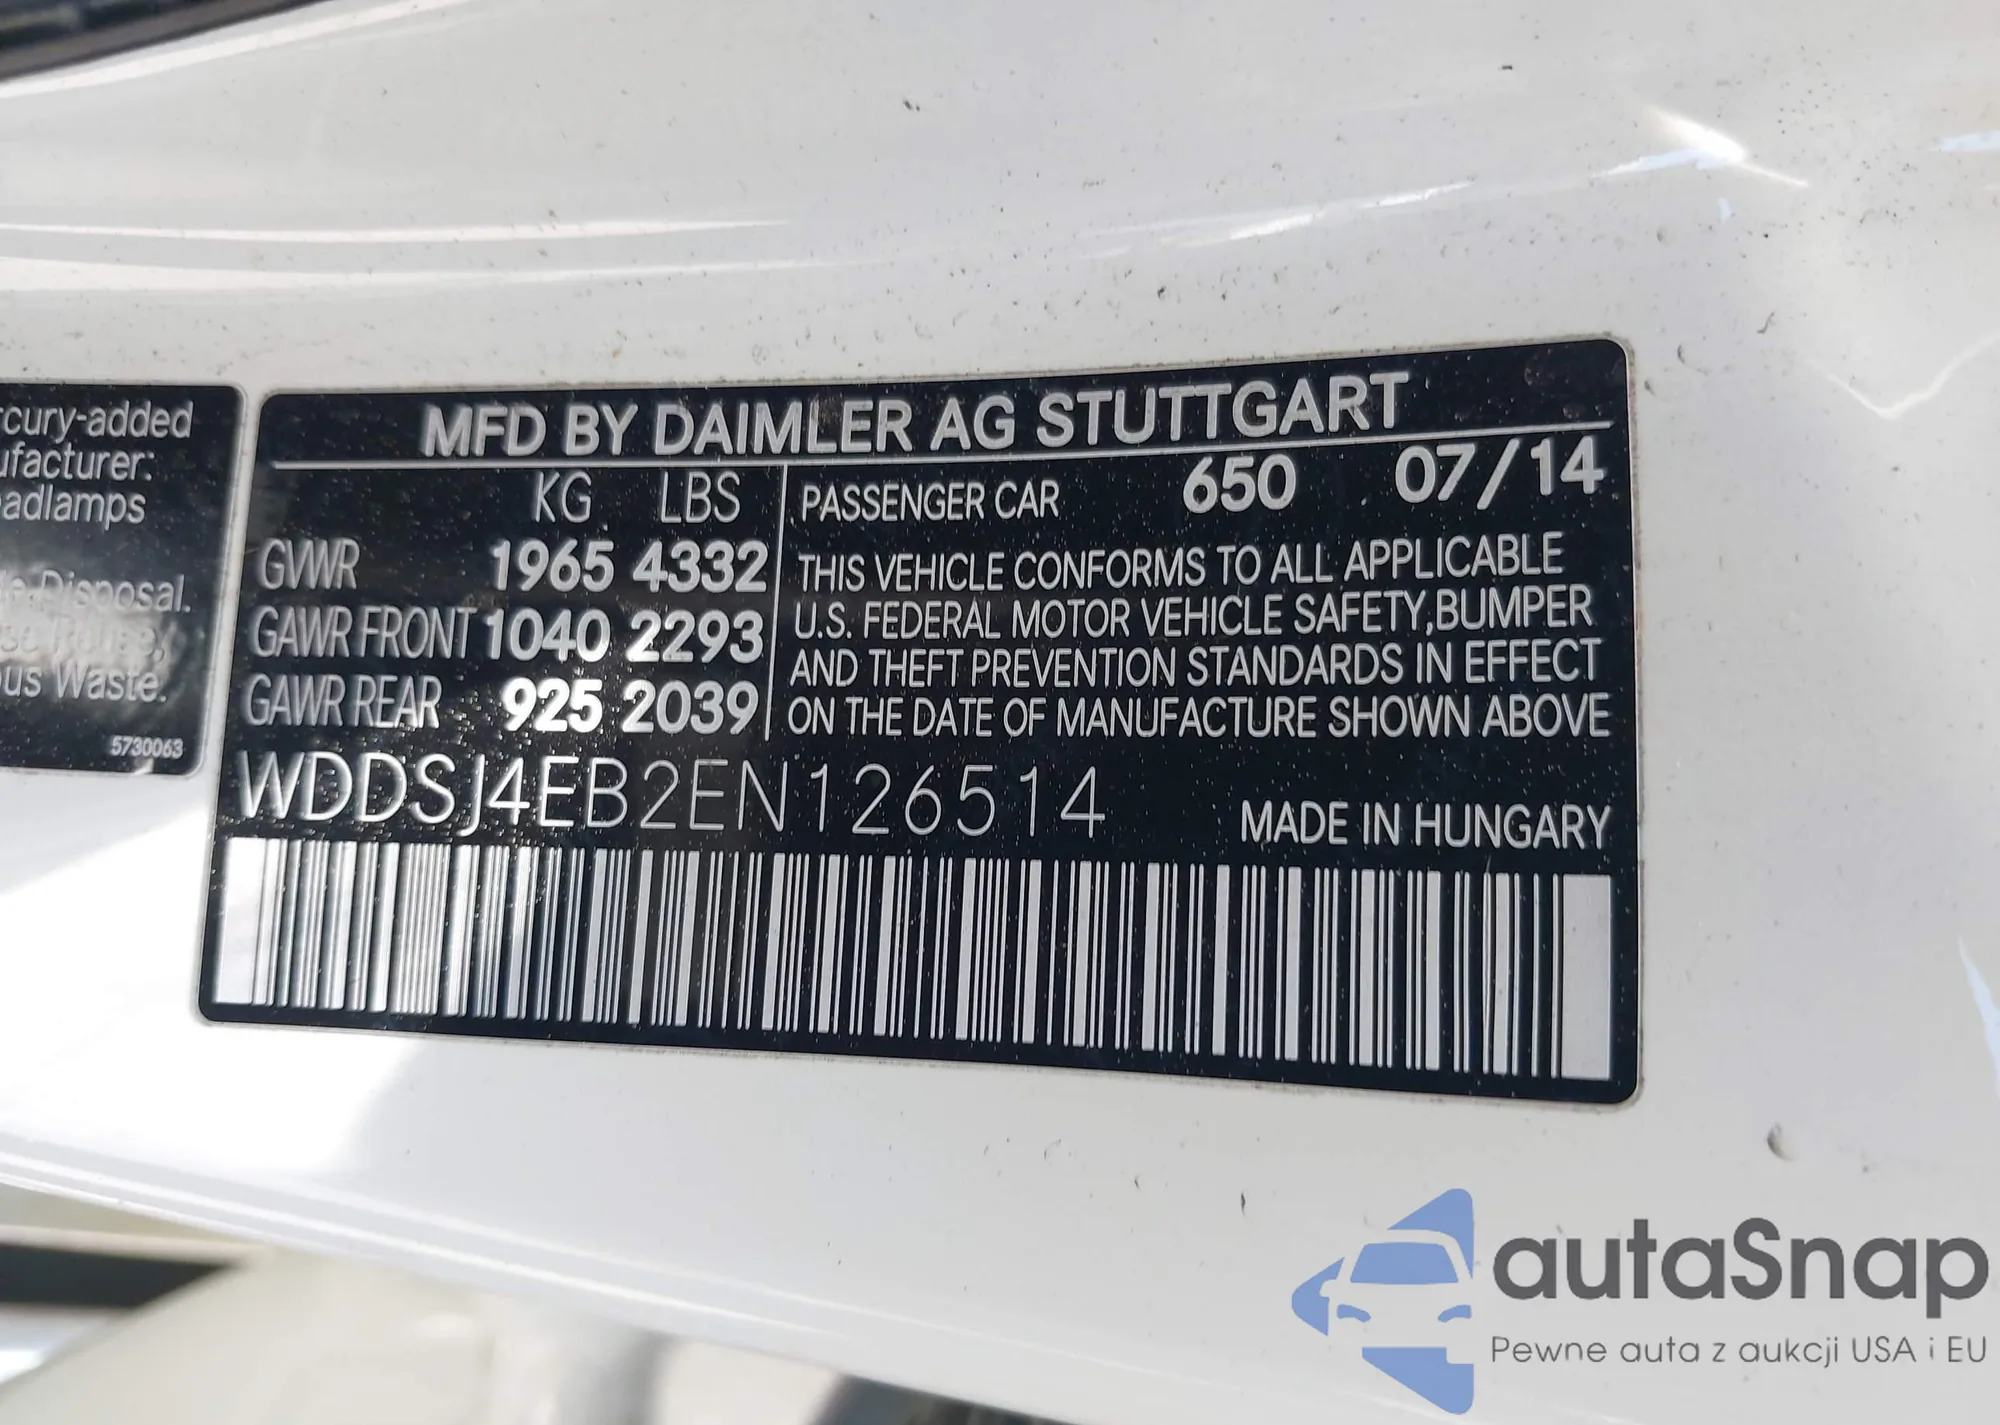 rcury-added
ufacturer:
eadlamps
Disposal.
ous Waste.
5730063
MFD BY DAIMLER AG STUTTGART
KG LBS
GVWR 1965 4332
GAWR FRONT 1040 2293
GAWR REAR 925 2039
PASSENGER CAR 650 07/14
THIS VEHICLE CONFORMS TO ALL APPLICABLE
U.S. FEDERAL MOTOR VEHICLE SAFETY, BUMPER
AND THEFT PREVENTION STANDARDS IN EFFECT
ON THE DATE OF MANUFACTURE SHOWN ABOVE
WDDSJ4EB2EN126514
MADE IN HUNGARY
autaSnap
Pewne auta z aukcji USA i EU